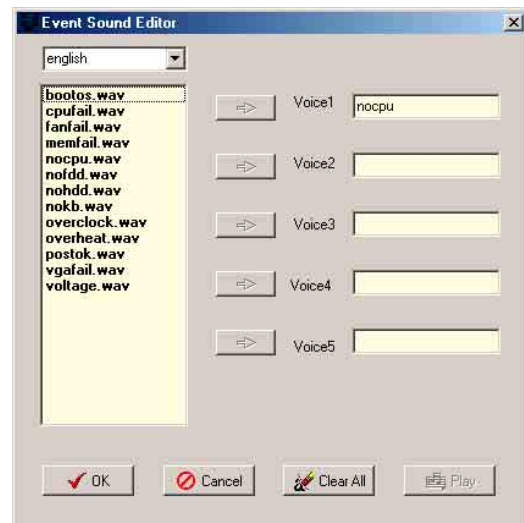 Event Sound Editor
english
bootos.wav
cpufail.wav
fanfail.wav
memfail.wav
nocpu.wav
nofdd.wav
nohdd.wav
nokb.wav
overclock.wav
overheat.wav
postok.wav
vgafail.wav
voltage.wav
Voice1 nocpu
Voice2
Voice3
Voice4
Voice5
OK Cancel Clear All Play